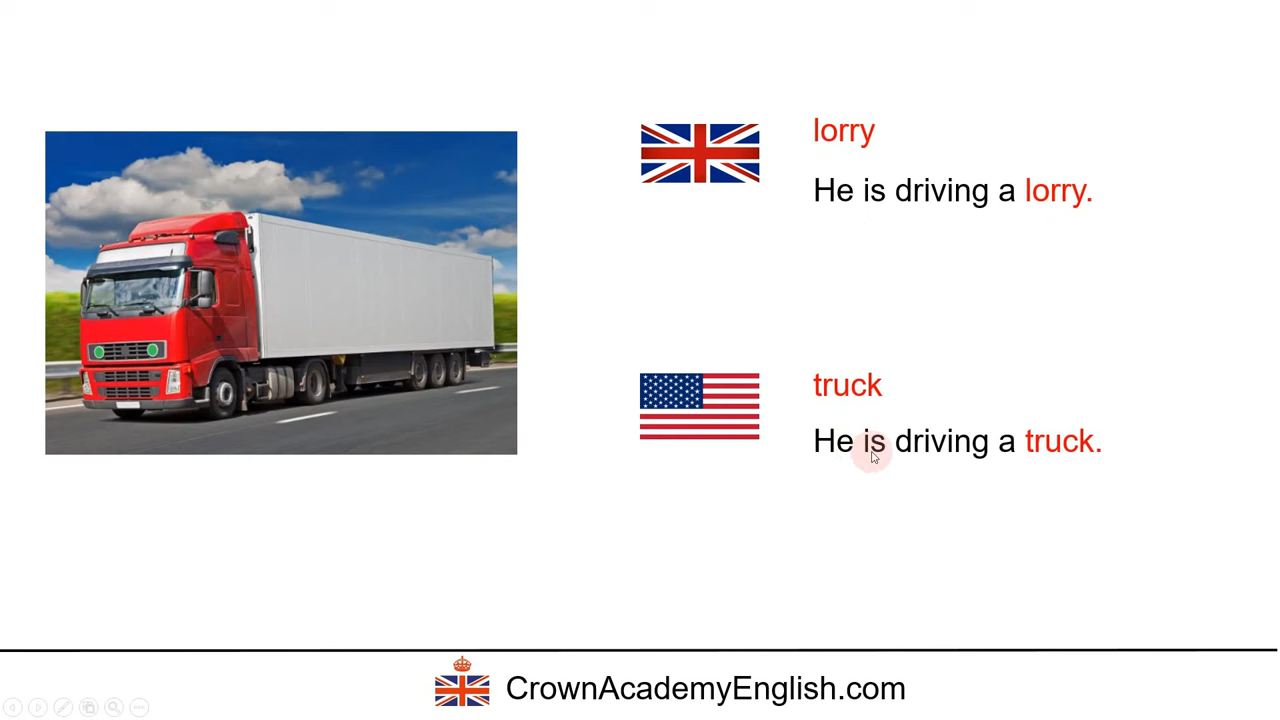 lorry
He is driving a lorry.
truck
He is driving a truck.
CrownAcademyEnglish.com